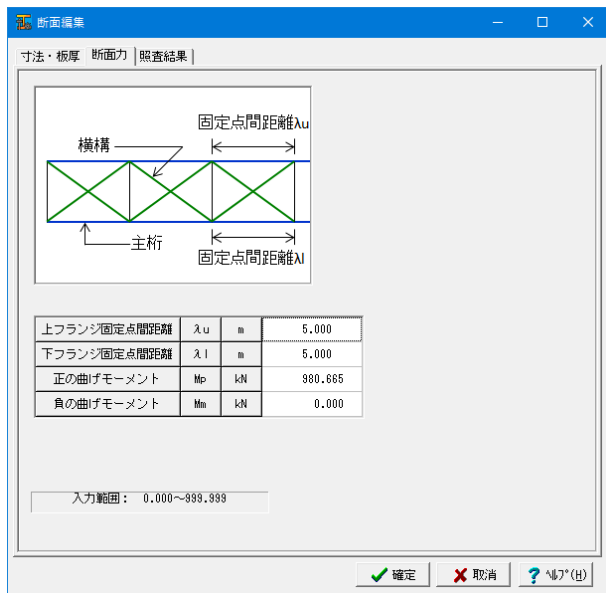 断面編集
寸法・板厚 断面力 照査結果
固定点間距離λu
横構
主桁
固定点間距離λl
上フランジ固定点間距離 λu m 5.000
下フランジ固定点間距離 λl m 5.000
正の曲げモーメント Mp kN 980.665
負の曲げモーメント Mm kN 0.000
入力範囲： 0.000～999.999
確定 取消 ヘルプ(H)